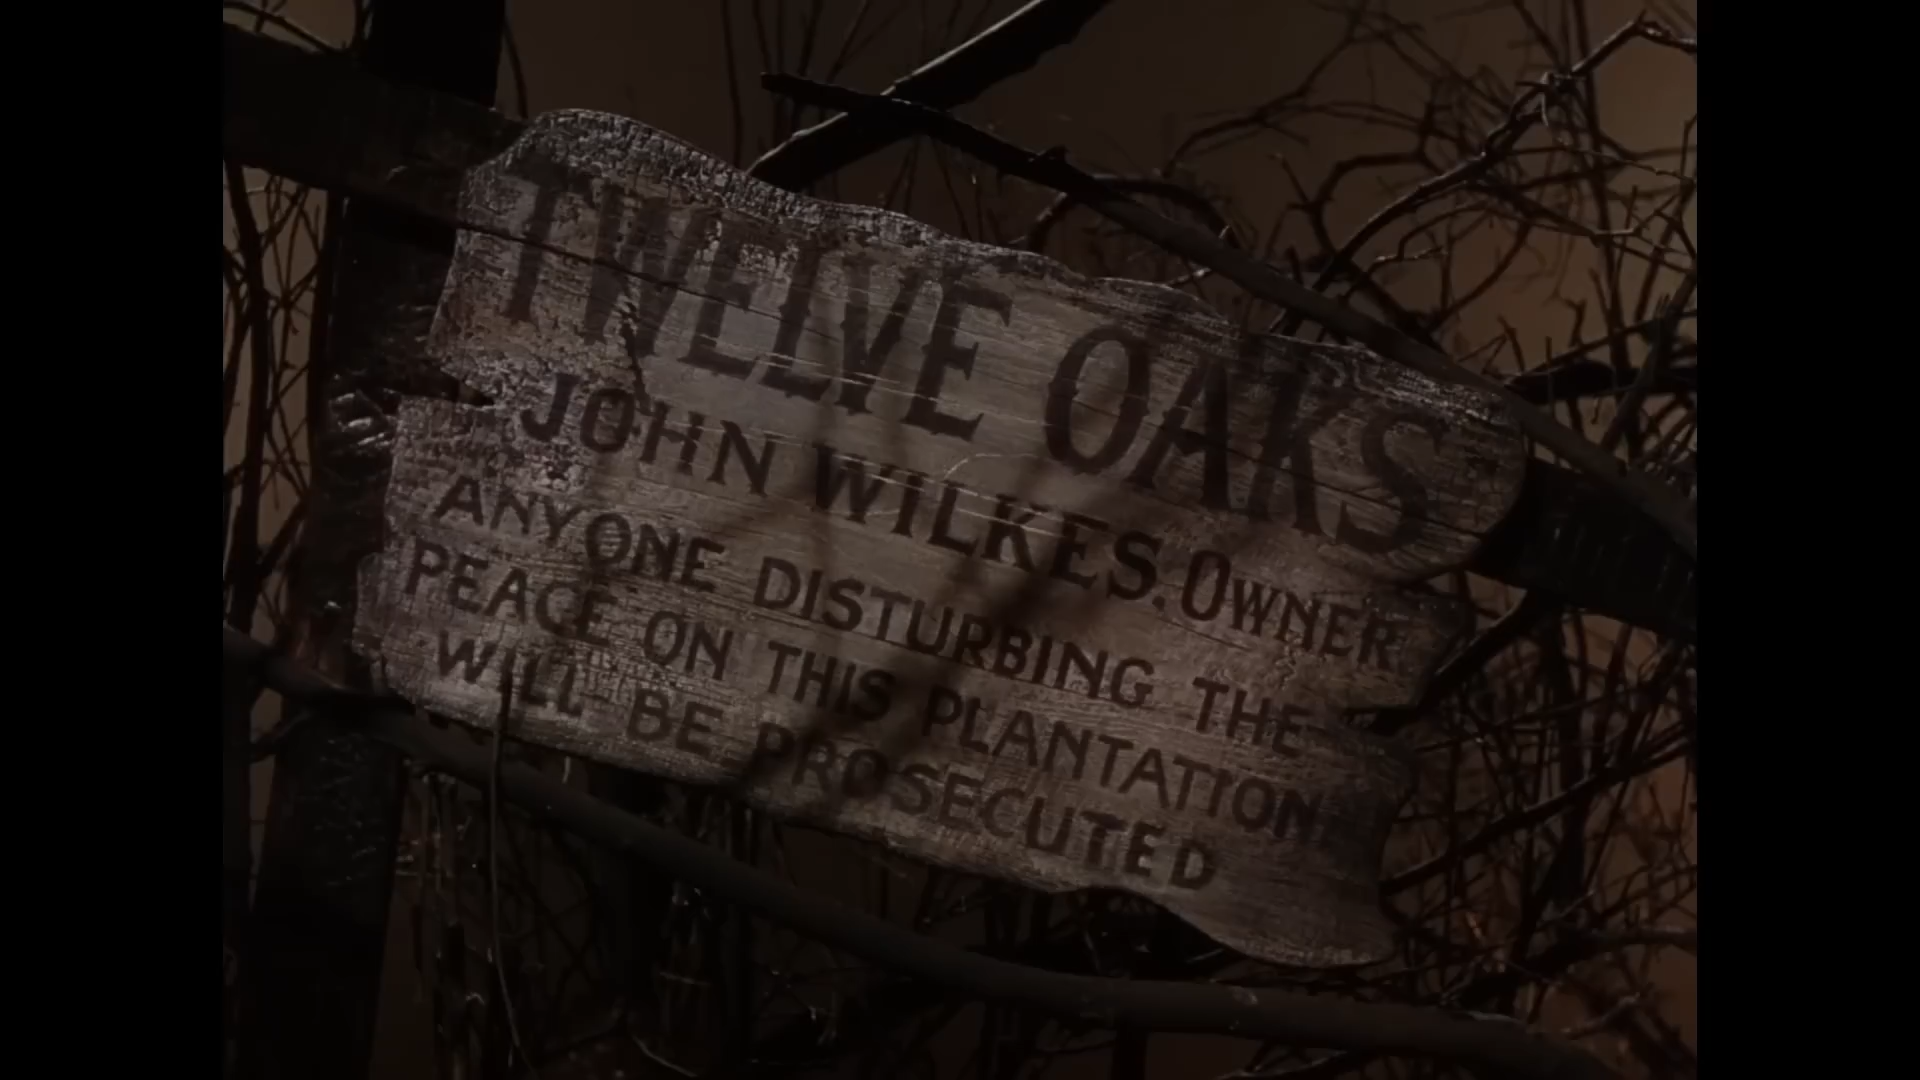 TWELVE OAKS
JOHN WILKES, OWNER
ANYONE DISTURBING THE
PEACE ON THIS PLANTATION
WILL BE PROSECUTED